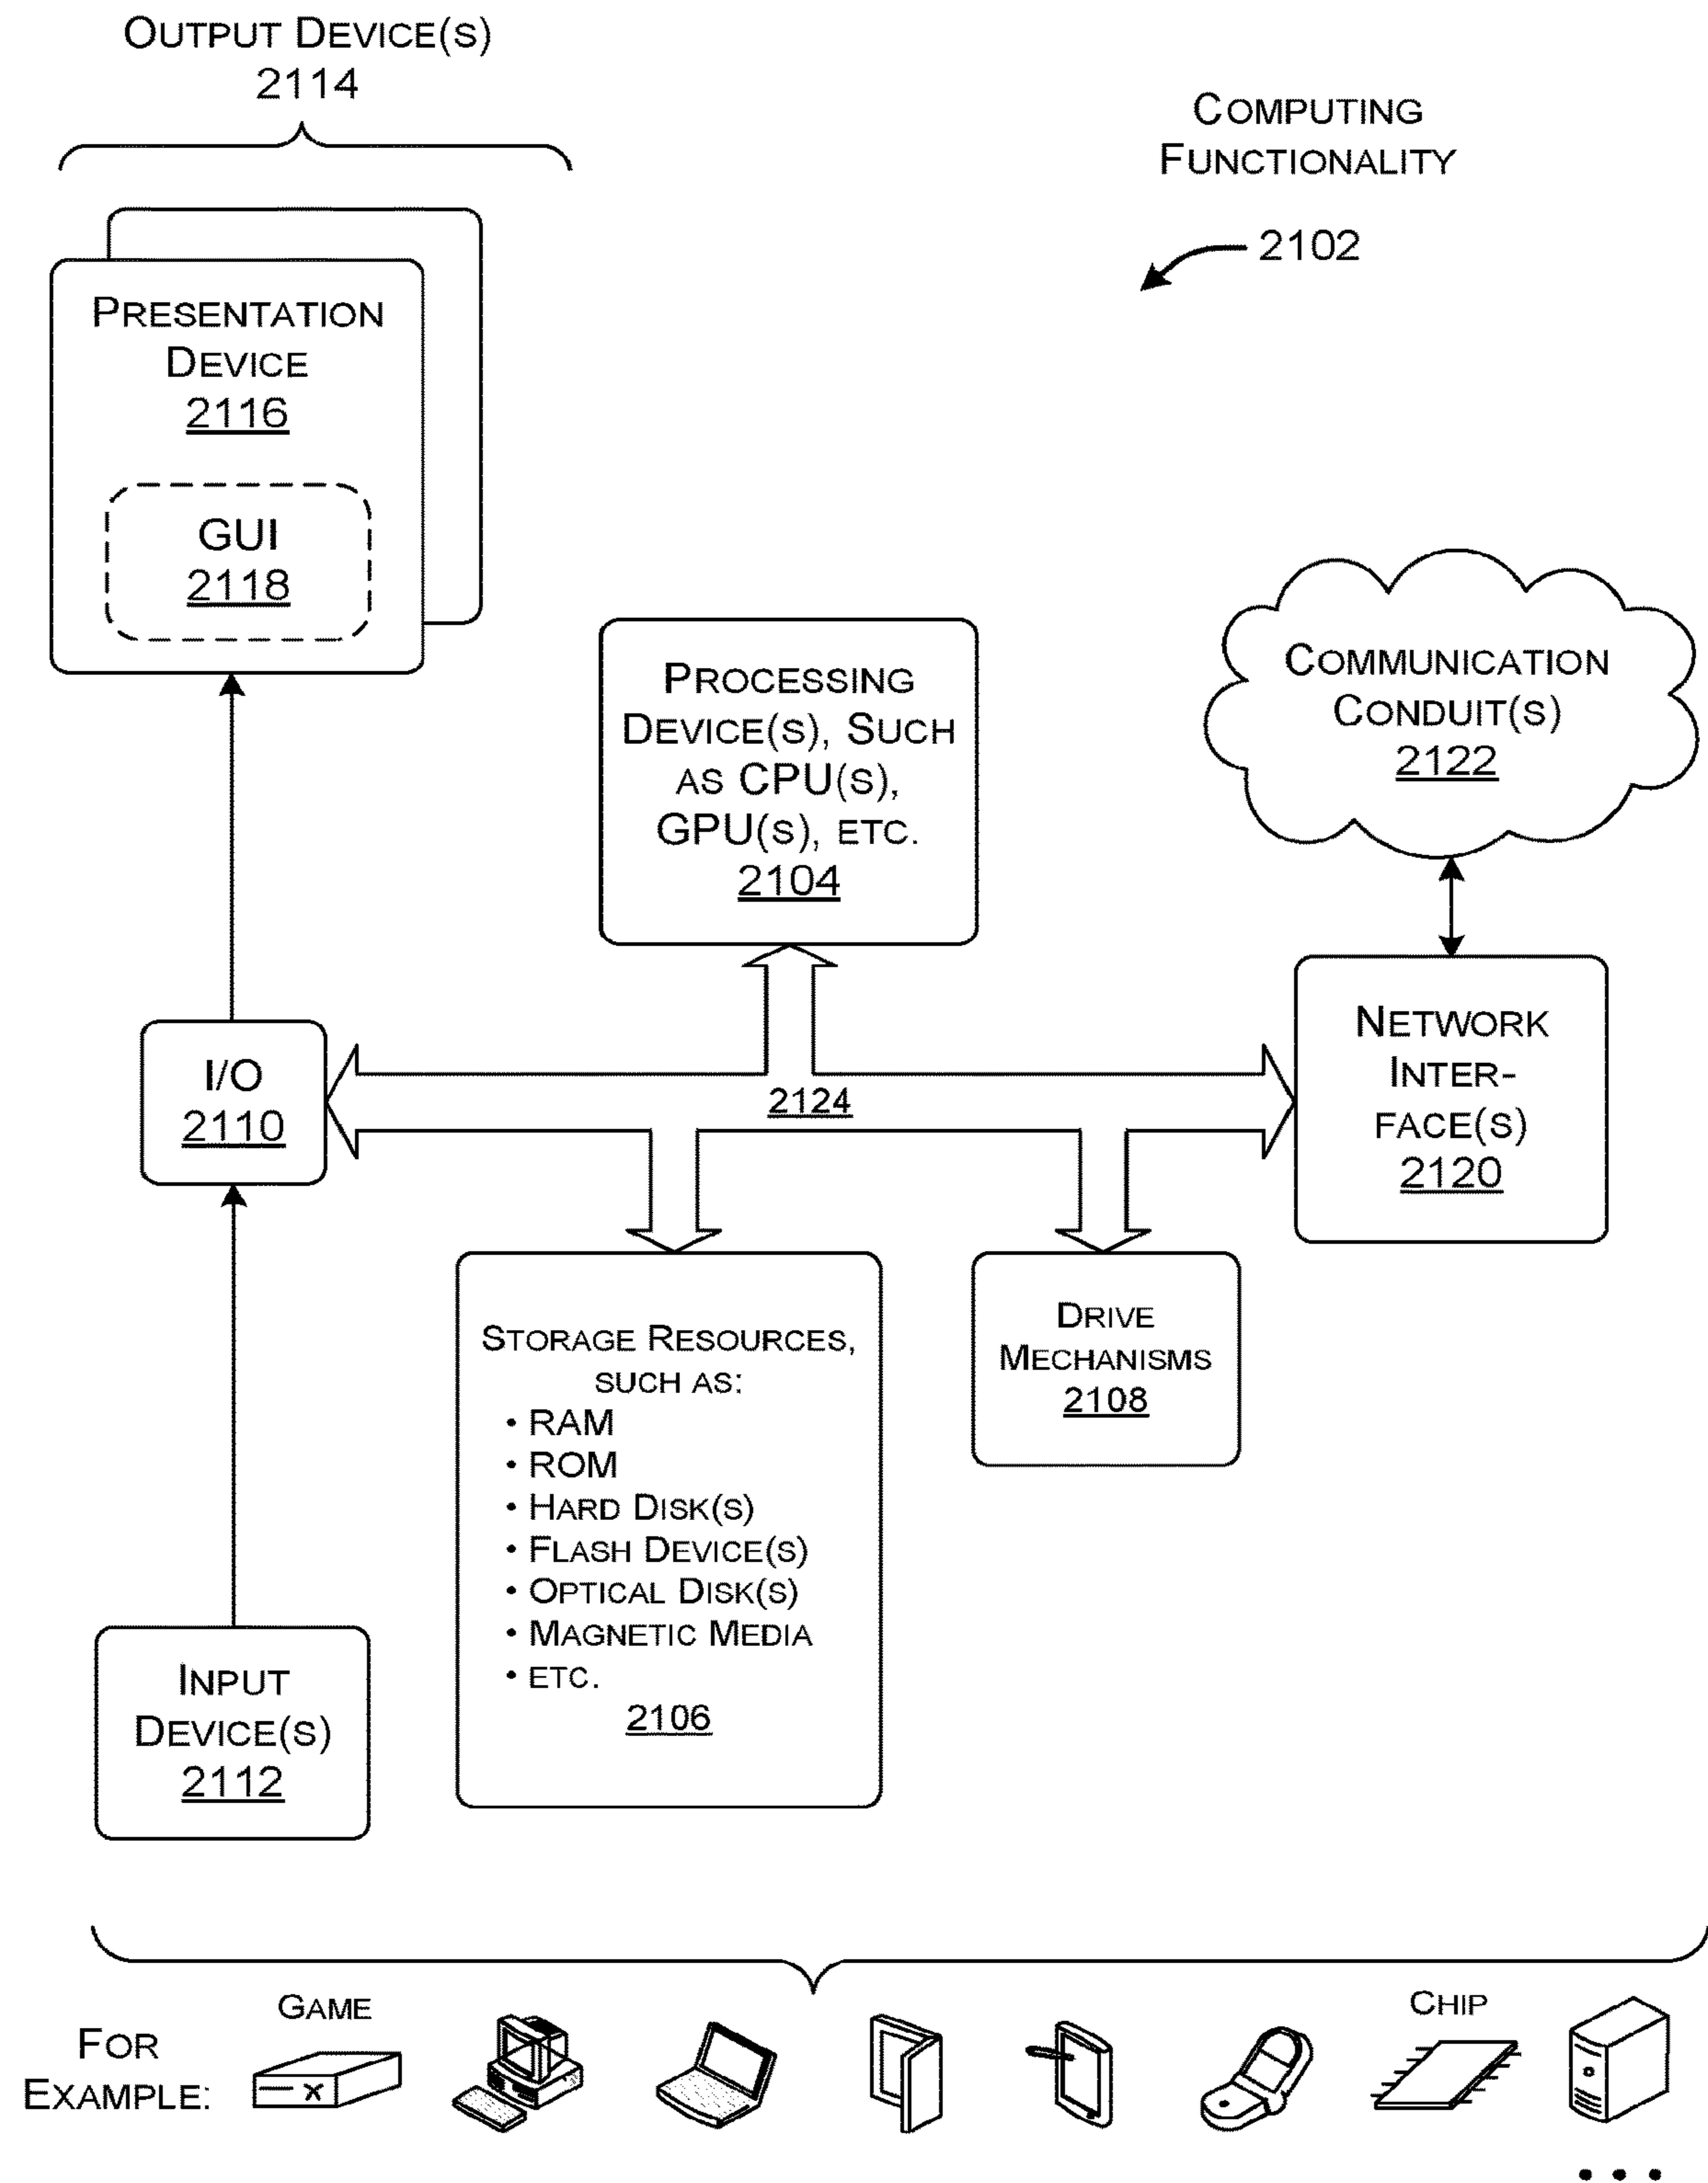 OUTPUT DEVICE(S)
2114
COMPUTING
FUNCTIONALITY
2102
PRESENTATION
DEVICE
2116
GUI
2118
PROCESSING
DEVICE(S), SUCH
AS CPU(S),
GPU(S), ETC.
2104
COMMUNICATION
CONDUIT(S)
2122
I/O
2110
2124
NETWORK
INTER-
FACE(S)
2120
STORAGE RESOURCES,
SUCH AS:
• RAM
• ROM
• HARD DISK(S)
• FLASH DEVICE(S)
• OPTICAL DISK(S)
• MAGNETIC MEDIA
• ETC.
2106
DRIVE
MECHANISMS
2108
INPUT
DEVICE(S)
2112
FOR
EXAMPLE:
GAME
X
CHIP
...